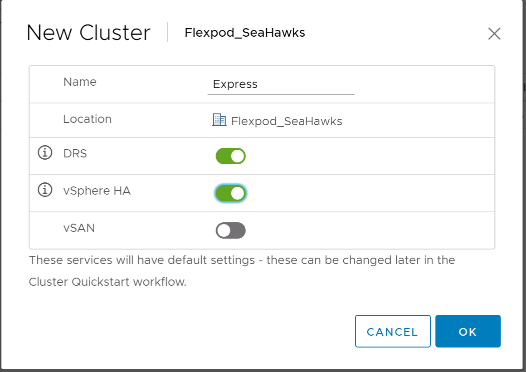 New Cluster Flexpod_SeaHawks
Name Express
Location Flexpod_SeaHawks
DRS
vSphere HA
vSAN
These services will have default settings - these can be changed later in the
Cluster Quickstart workflow.
CANCEL OK